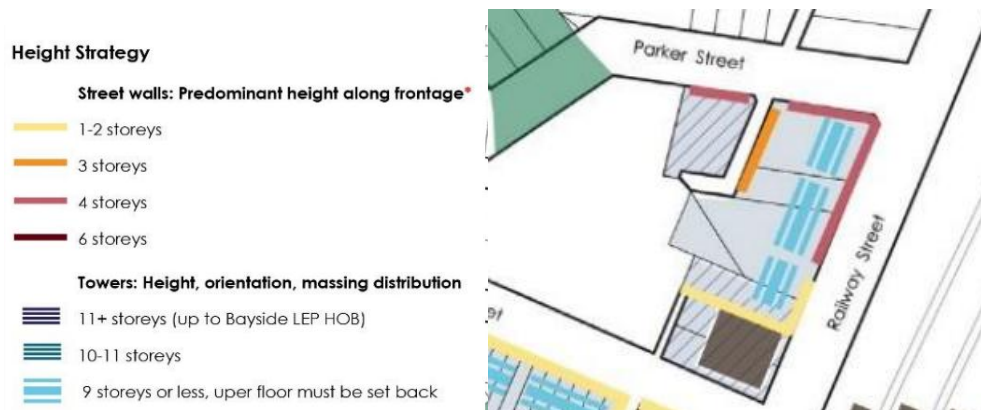 Height Strategy
Street walls: Predominant height along frontage*
1-2 storeys
3 storeys
4 storeys
6 storeys
Towers: Height, orientation, massing distribution
11+ storeys (up to Bayside LEP HOB)
10-11 storeys
9 storeys or less, uper floor must be set back
Parker Street
Railway Street
et